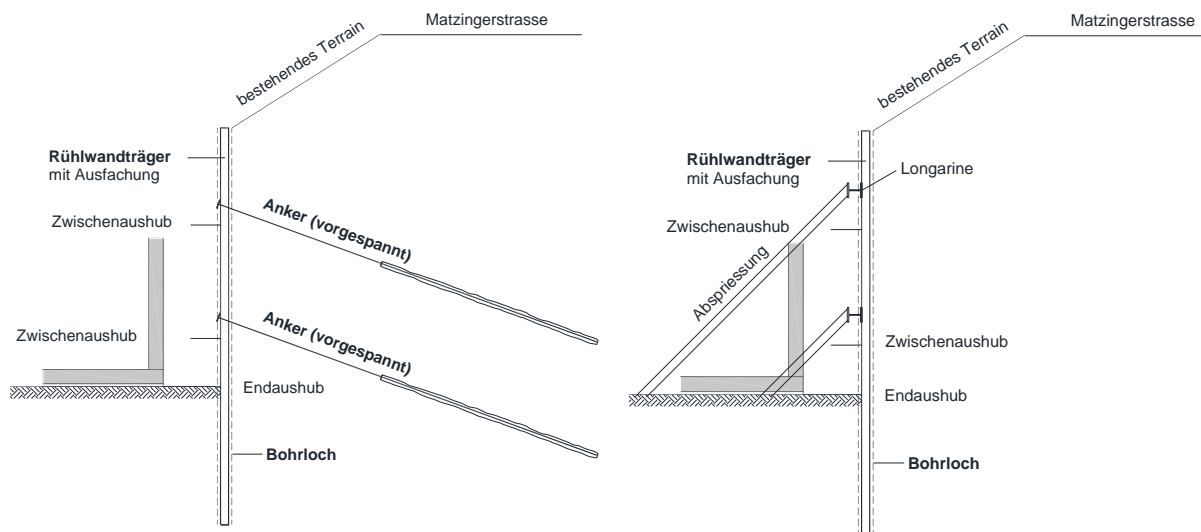 Matzingerstrasse
bestehendes Terrain
Rühlwandträger
mit Ausfachung
Zwischenaushub
Anker (vorgespannt)
Zwischenaushub
Anker (vorgespannt)
Endaushub
Bohrloch
Matzingerstrasse
bestehendes Terrain
Rühlwandträger
mit Ausfachung
Longarine
Zwischenaushub
Abspriessung
Zwischenaushub
Endaushub
Bohrloch